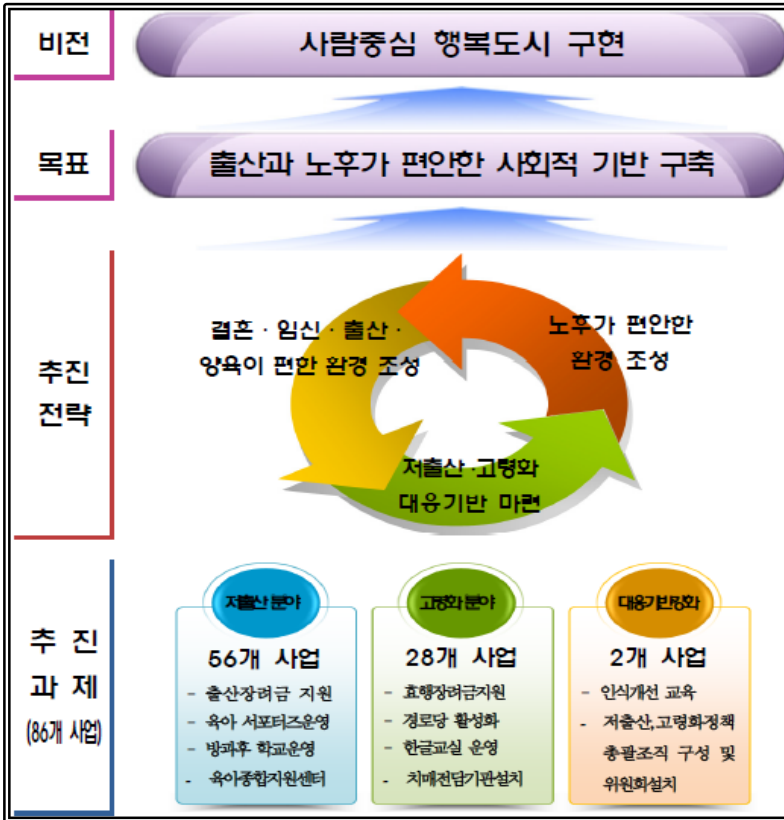 비전
사람중심 행복도시 구현
목표
출산과 노후가 편안한 사회적 기반 구축
추진
전략
결혼 · 임신 · 출산 ·
양육이 편한 환경 조성
노후가 편안한
환경 조성
저출산 · 고령화
대응기반 마련
추 진
과 제
(86개 사업)
저출산 분야
56개 사업
- 출산장려금 지원
- 육아 서포터즈운영
- 방과후 학교운영
- 육아종합지원센터
고령화 분야
28개 사업
- 효행장려금지원
- 경로당 활성화
- 한글교실 운영
- 치매전담기관설치
대응기반강화
2개 사업
- 인식개선 교육
- 저출산,고령화정책
총괄조직 구성 및
위원회설치